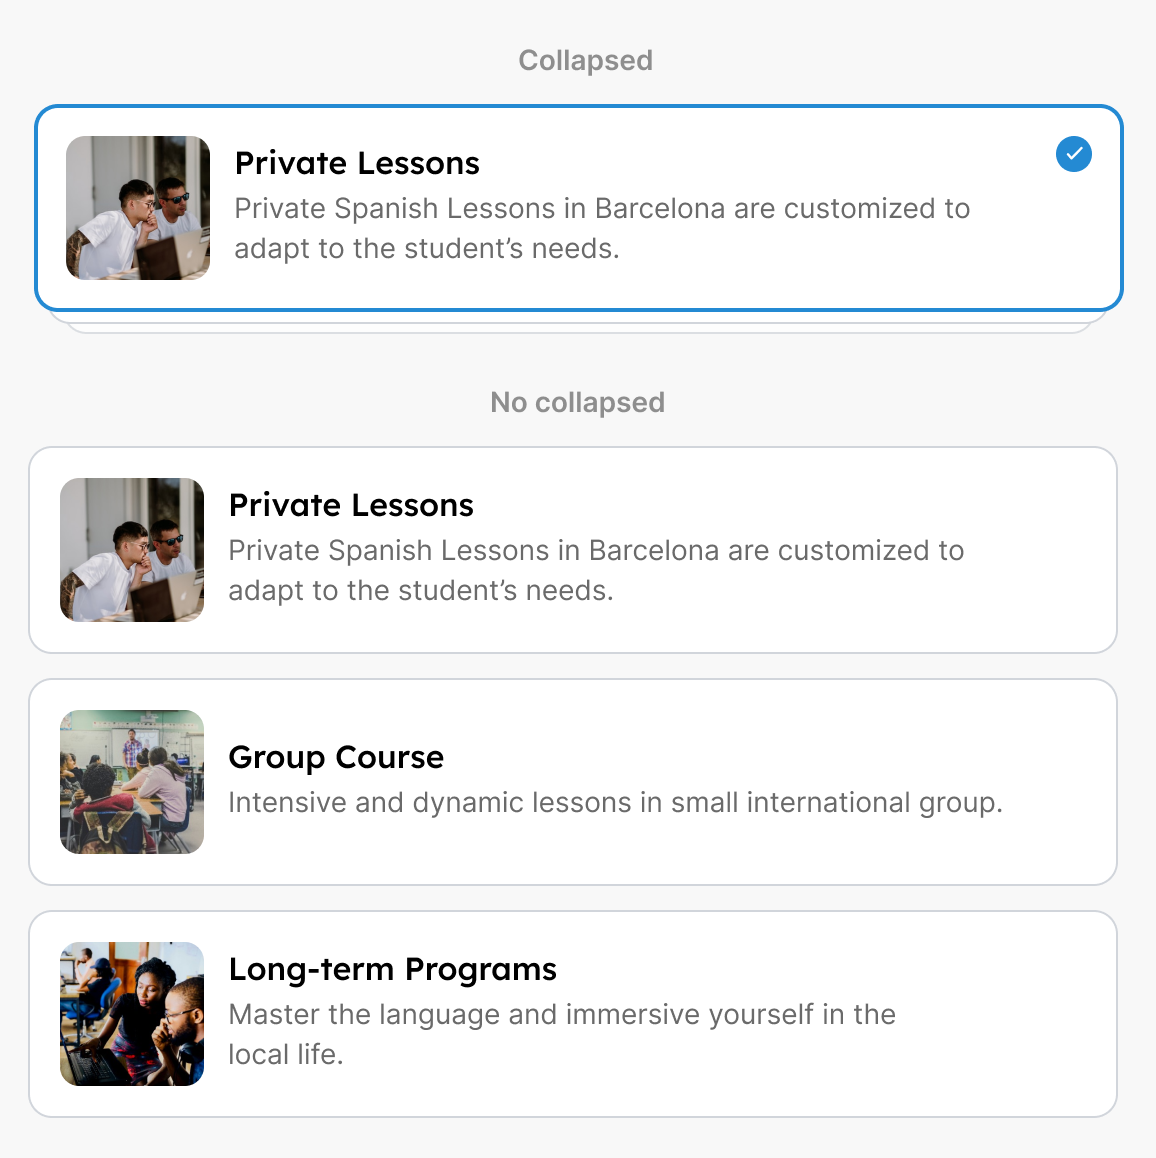 Collapsed
Private Lessons
Private Spanish Lessons in Barcelona are customized to
adapt to the student’s needs.
No collapsed
Private Lessons
Private Spanish Lessons in Barcelona are customized to
adapt to the student’s needs.
Group Course
Intensive and dynamic lessons in small international group.
Long-term Programs
Master the language and immersive yourself in the
local life.